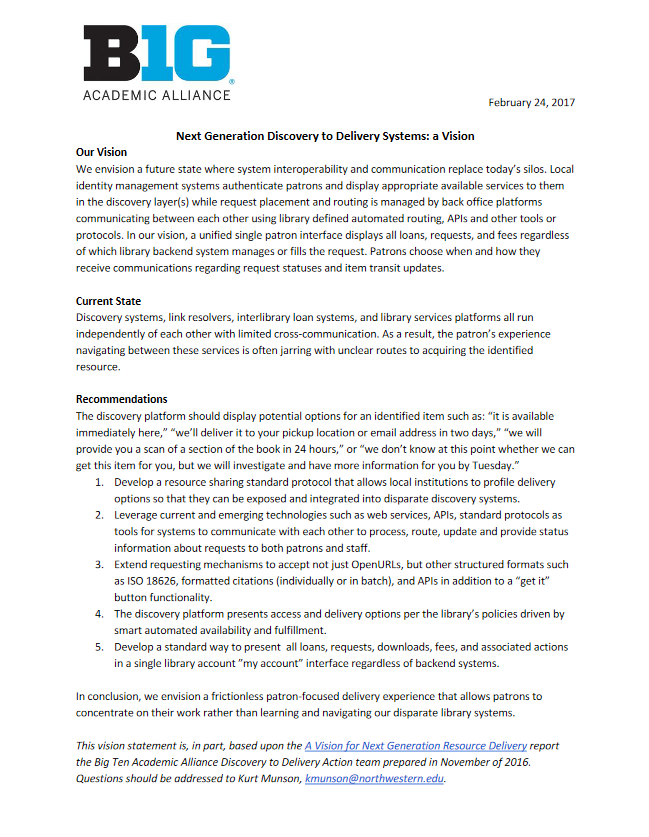 B1G®
ACADEMIC ALLIANCE
February 24, 2017
Next Generation Discovery to Delivery Systems: a Vision
Our Vision
We envision a future state where system interoperability and communication replace today's silos. Local
identity management systems authenticate patrons and display appropriate available services to them
in the discovery layer(s) while request placement and routing is managed by back office platforms
communicating between each other using library defined automated routing, APIs and other tools or
protocols. In our vision, a unified single patron interface displays all loans, requests, and fees regardless
of which library backend system manages or fills the request. Patrons choose when and how they
receive communications regarding request statuses and item transit updates.
Current State
Discovery systems, link resolvers, interlibrary loan systems, and library services platforms all run
independently of each other with limited cross-communication. As a result, the patron's experience
navigating between these services is often jarring with unclear routes to acquiring the identified
resource.
Recommendations
The discovery platform should display potential options for an identified item such as: "it is available
immediately here," "we'll deliver it to your pickup location or email address in two days," "we will
provide you a scan of a section of the book in 24 hours," or "we don't know at this point whether we can
get this item for you, but we will investigate and have more information for you by Tuesday."
1. Develop a resource sharing standard protocol that allows local institutions to profile delivery
options so that they can be exposed and integrated into disparate discovery systems.
2. Leverage current and emerging technologies such as web services, APIs, standard protocols as
tools for systems to communicate with each other to process, route, update and provide status
information about requests to both patrons and staff.
3. Extend requesting mechanisms to accept not just OpenURLs, but other structured formats such
as ISO 18626, formatted citations (individually or in batch), and APIs in addition to a "get it"
button functionality.
4. The discovery platform presents access and delivery options per the library's policies driven by
smart automated availability and fulfillment.
5. Develop a standard way to present all loans, requests, downloads, fees, and associated actions
in a single library account "my account" interface regardless of backend systems.
In conclusion, we envision a frictionless patron-focused delivery experience that allows patrons to
concentrate on their work rather than learning and navigating our disparate library systems.
This vision statement is, in part, based upon the A Vision for Next Generation Resource Delivery report
the Big Ten Academic Alliance Discovery to Delivery Action team prepared in November of 2016.
Questions should be addressed to Kurt Munson, kmunson@northwestern.edu.